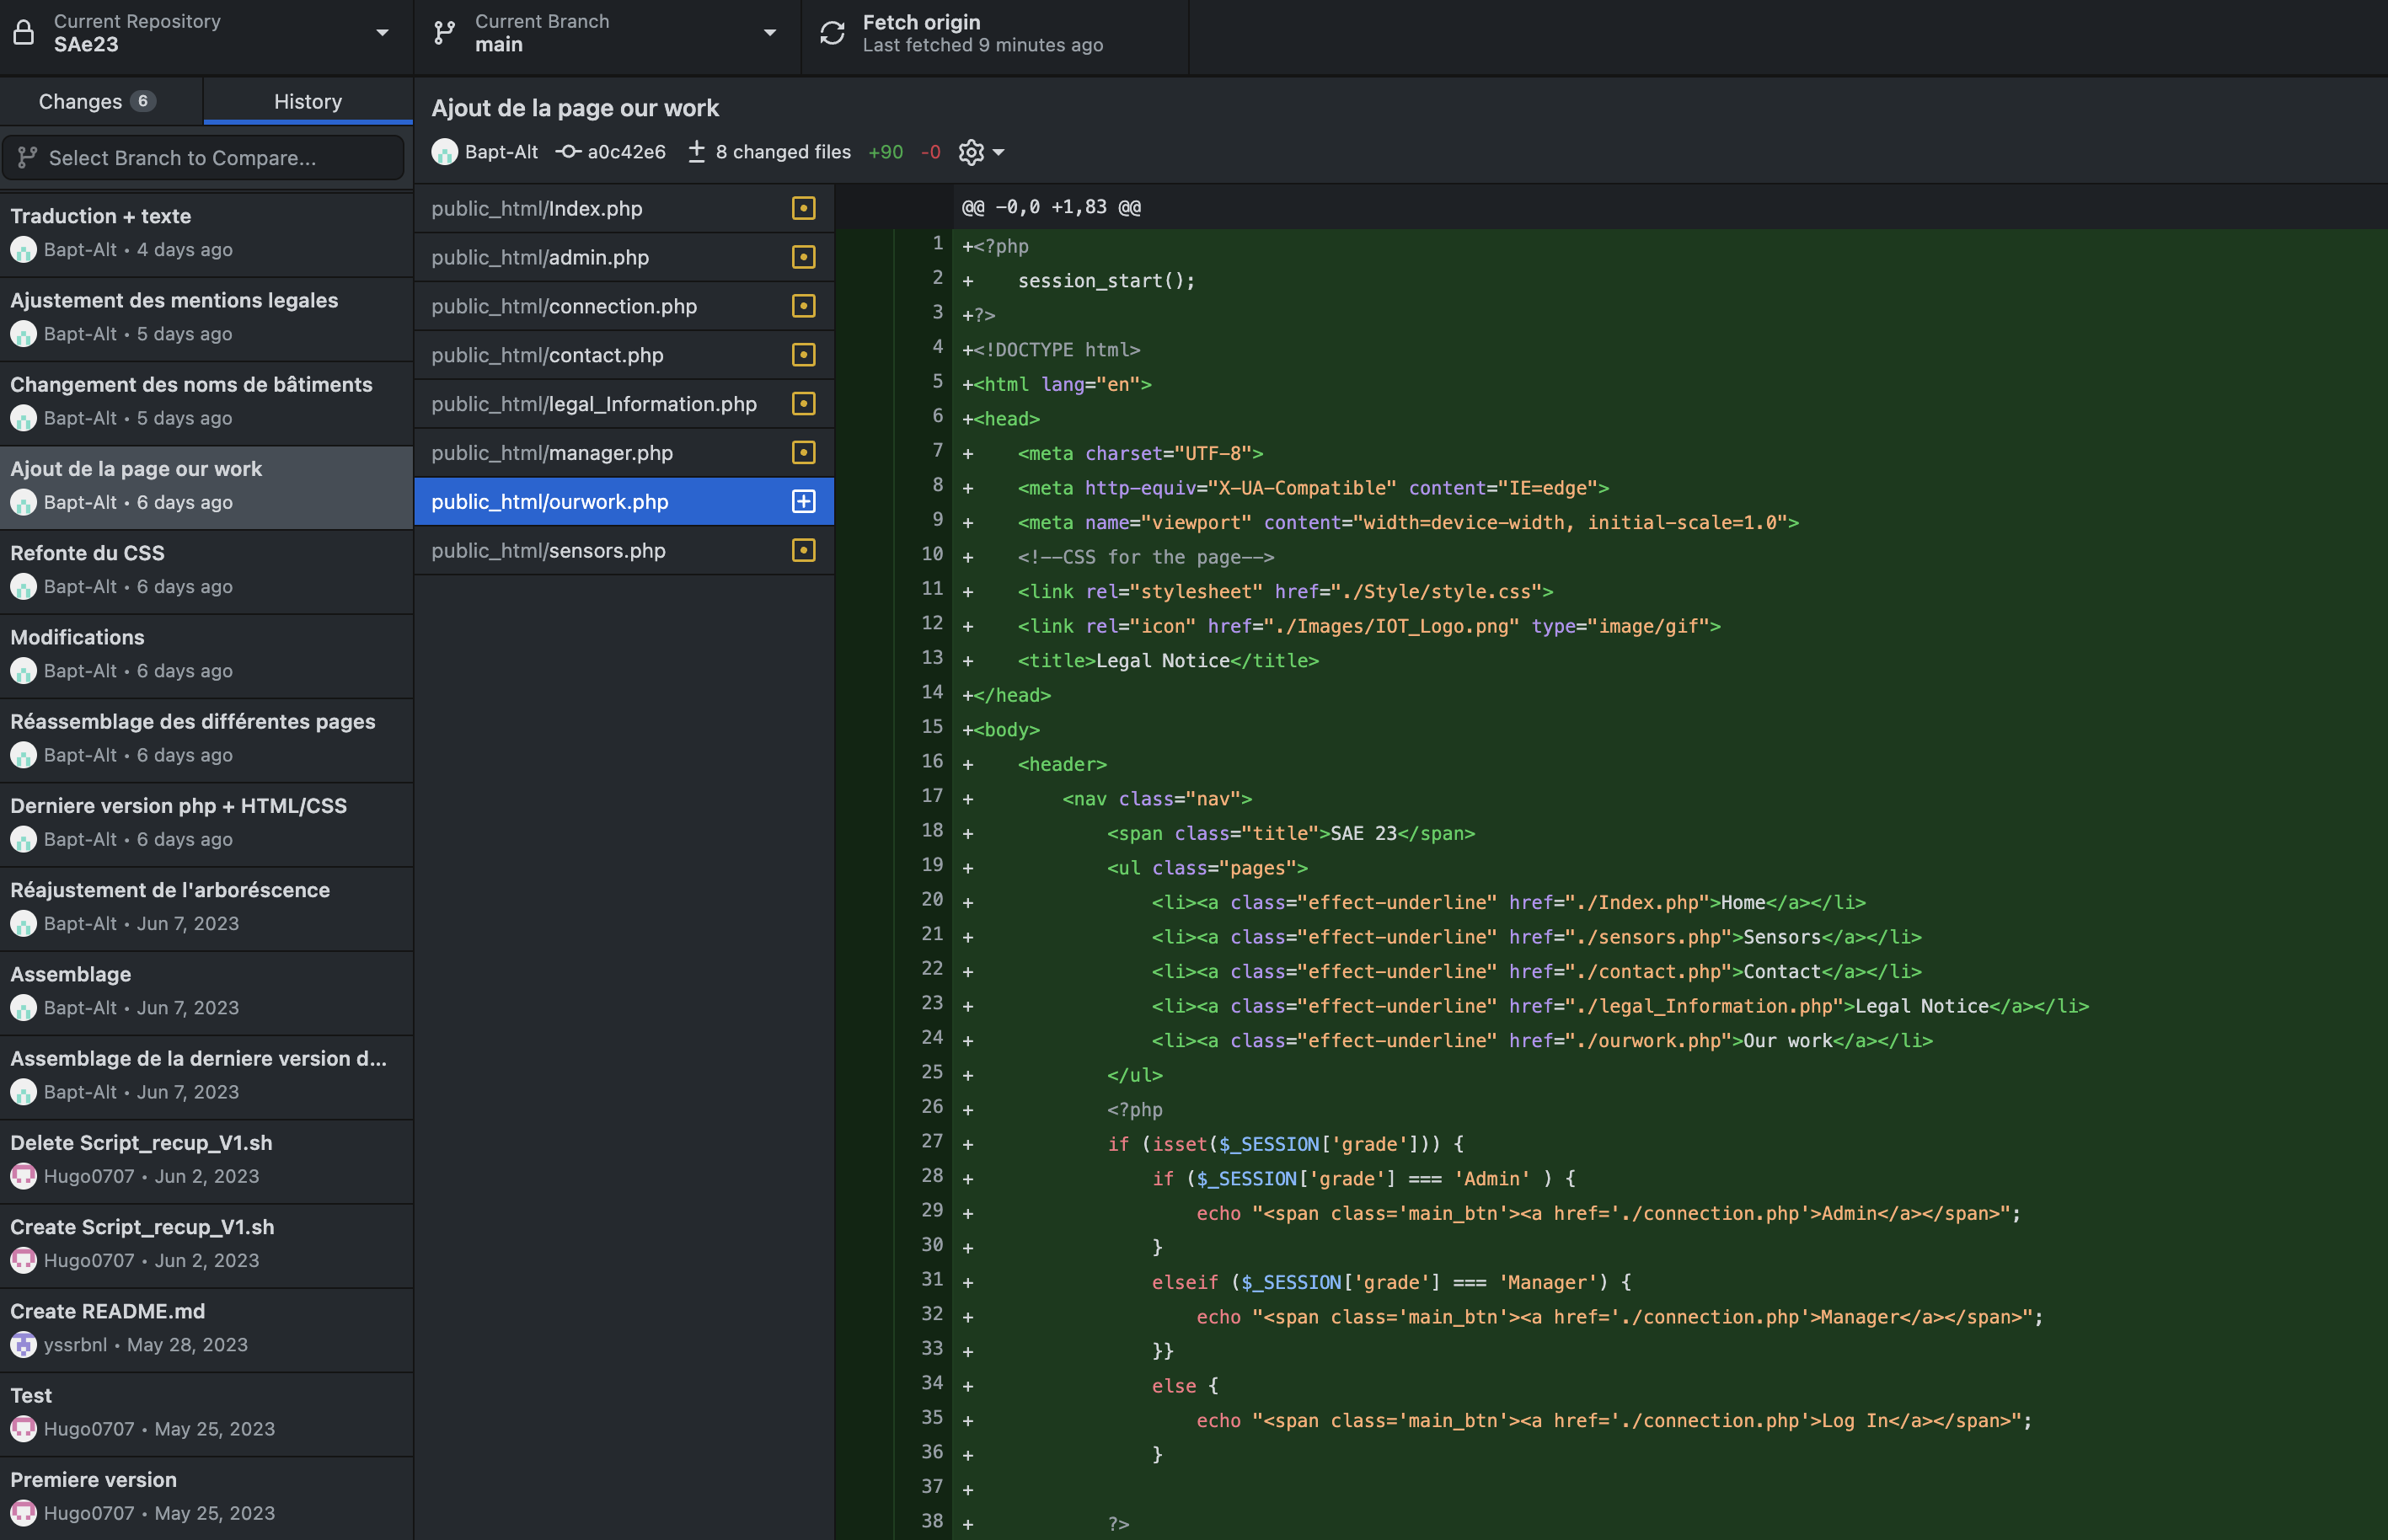 Current Repository
SAe23
Current Branch
main
Fetch origin
Last fetched 9 minutes ago
Changes 6
History
Select Branch to Compare...
Traduction + texte
Bapt-Alt • 4 days ago
Ajustement des mentions legales
Bapt-Alt • 5 days ago
Changement des noms de bâtiments
Bapt-Alt • 5 days ago
Ajout de la page our work
Bapt-Alt • 6 days ago
Refonte du CSS
Bapt-Alt • 6 days ago
Modifications
Bapt-Alt • 6 days ago
Réassemblage des différentes pages
Bapt-Alt • 6 days ago
Derniere version php + HTML/CSS
Bapt-Alt • 6 days ago
Réajustement de l'arboréscence
Bapt-Alt • Jun 7, 2023
Assemblage
Bapt-Alt • Jun 7, 2023
Assemblage de la derniere version d...
Bapt-Alt • Jun 7, 2023
Delete Script_recup_V1.sh
Hugo0707 • Jun 2, 2023
Create Script_recup_V1.sh
Hugo0707 • Jun 2, 2023
Create README.md
yssrbnl • May 28, 2023
Test
Hugo0707 • May 25, 2023
Premiere version
Hugo0707 • May 25, 2023
Ajout de la page our work
Bapt-Alt a0c42e6 8 changed files +90 -0
public_html/Index.php
public_html/admin.php
public_html/connection.php
public_html/contact.php
public_html/legal_Information.php
public_html/manager.php
public_html/ourwork.php
public_html/sensors.php
@@ -0,0 +1,83 @@
1 +<?php
2 +    session_start();
3 +?>
4 +<!DOCTYPE html>
5 +<html lang="en">
6 +<head>
7 +    <meta charset="UTF-8">
8 +    <meta http-equiv="X-UA-Compatible" content="IE=edge">
9 +    <meta name="viewport" content="width=device-width, initial-scale=1.0">
10 +    <!--CSS for the page-->
11 +    <link rel="stylesheet" href="./Style/style.css">
12 +    <link rel="icon" href="./Images/IOT_Logo.png" type="image/gif">
13 +    <title>Legal Notice</title>
14 +</head>
15 +<body>
16 +    <header>
17 +        <nav class="nav">
18 +            <span class="title">SAE 23</span>
19 +            <ul class="pages">
20 +                <li><a class="effect-underline" href="./Index.php">Home</a></li>
21 +                <li><a class="effect-underline" href="./sensors.php">Sensors</a></li>
22 +                <li><a class="effect-underline" href="./contact.php">Contact</a></li>
23 +                <li><a class="effect-underline" href="./legal_Information.php">Legal Notice</a></li>
24 +                <li><a class="effect-underline" href="./ourwork.php">Our work</a></li>
25 +            </ul>
26 +            <?php
27 +            if (isset($_SESSION['grade'])) {
28 +                if ($_SESSION['grade'] === 'Admin' ) {
29 +                    echo "<span class='main_btn'><a href='./connection.php'>Admin</a></span>";
30 +                }
31 +                elseif ($_SESSION['grade'] === 'Manager') {
32 +                    echo "<span class='main_btn'><a href='./connection.php'>Manager</a></span>";
33 +                }}
34 +                else {
35 +                    echo "<span class='main_btn'><a href='./connection.php'>Log In</a></span>";
36 +                }
37 +
38 +            ?>